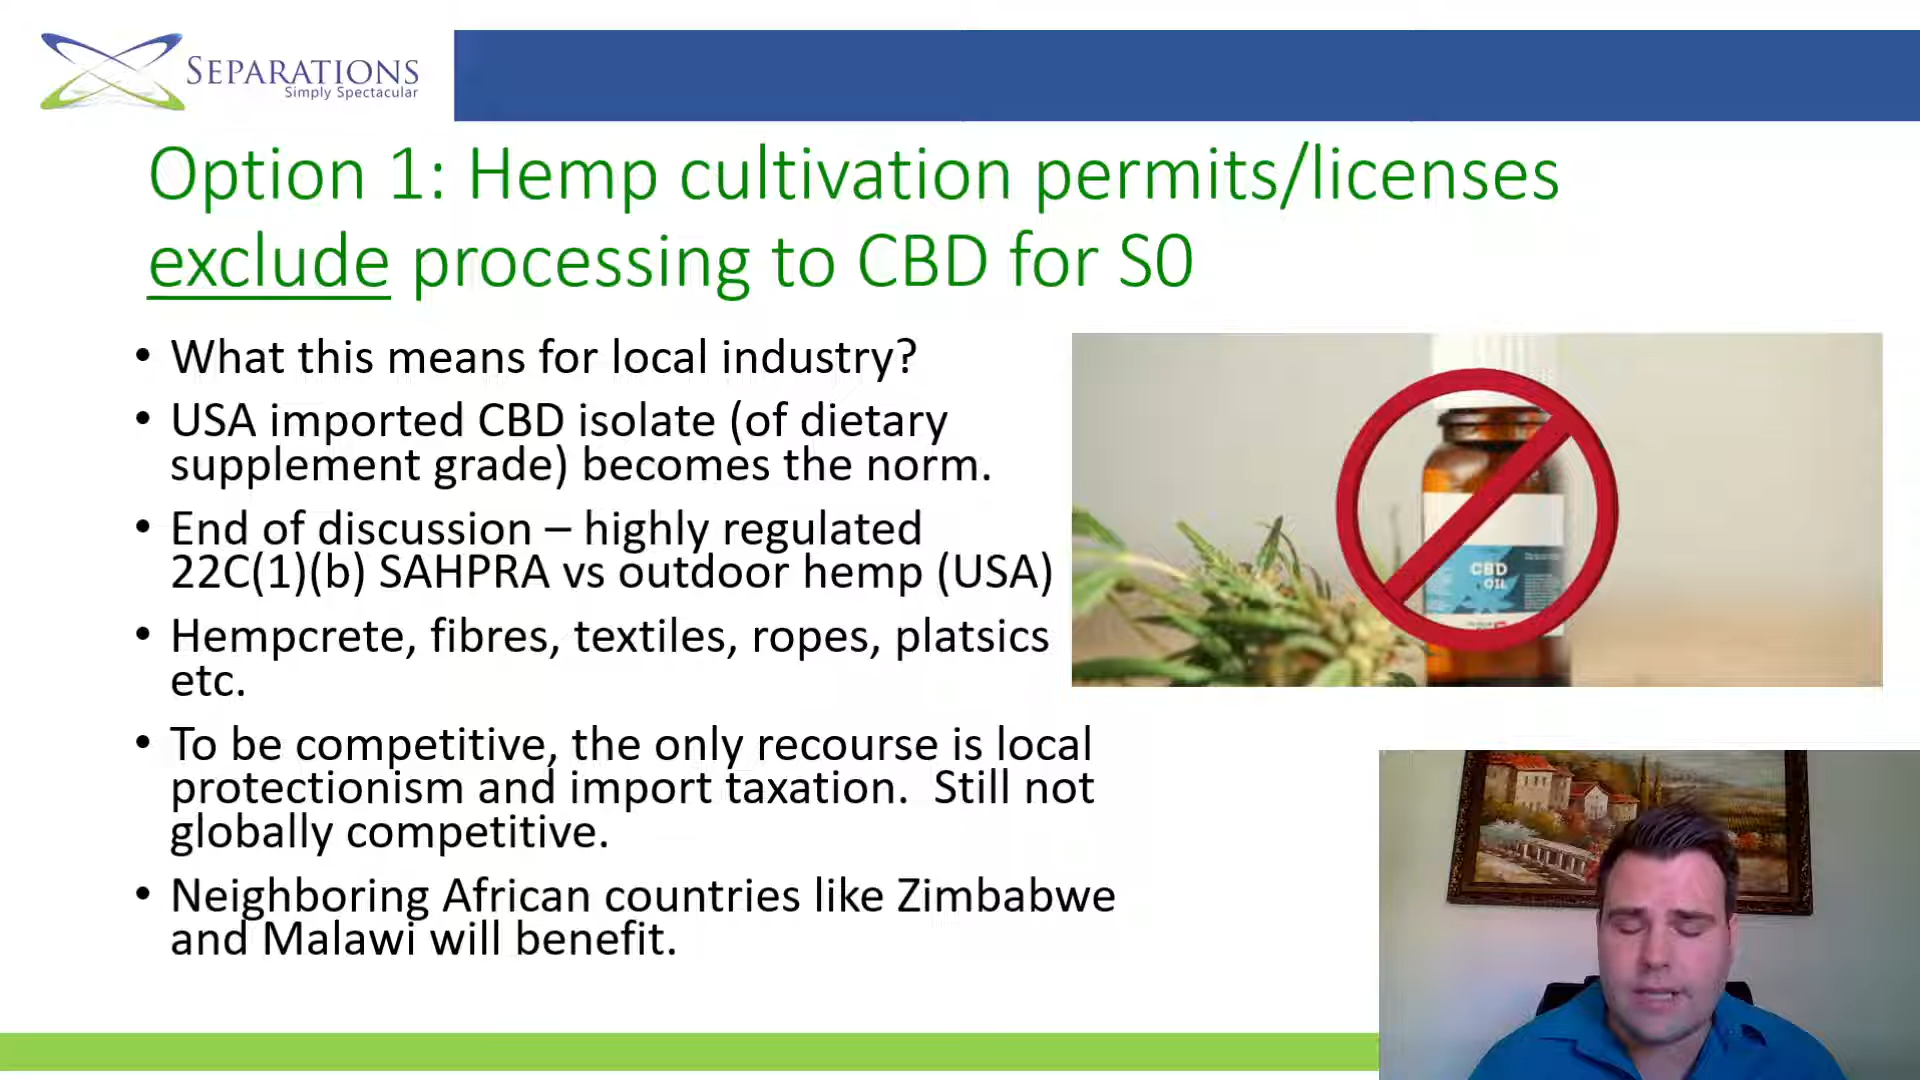 SEPARATIONS
Simply Spectacular
Option 1: Hemp cultivation permits/licenses
exclude processing to CBD for S0
• What this means for local industry?
• USA imported CBD isolate (of dietary
supplement grade) becomes the norm.
• End of discussion – highly regulated
22C(1)(b) SAHPRA vs outdoor hemp (USA)
• Hempcrete, fibres, textiles, ropes, platsics
etc.
• To be competitive, the only recourse is local
protectionism and import taxation. Still not
globally competitive.
• Neighboring African countries like Zimbabwe
and Malawi will benefit.
CBD
OIL